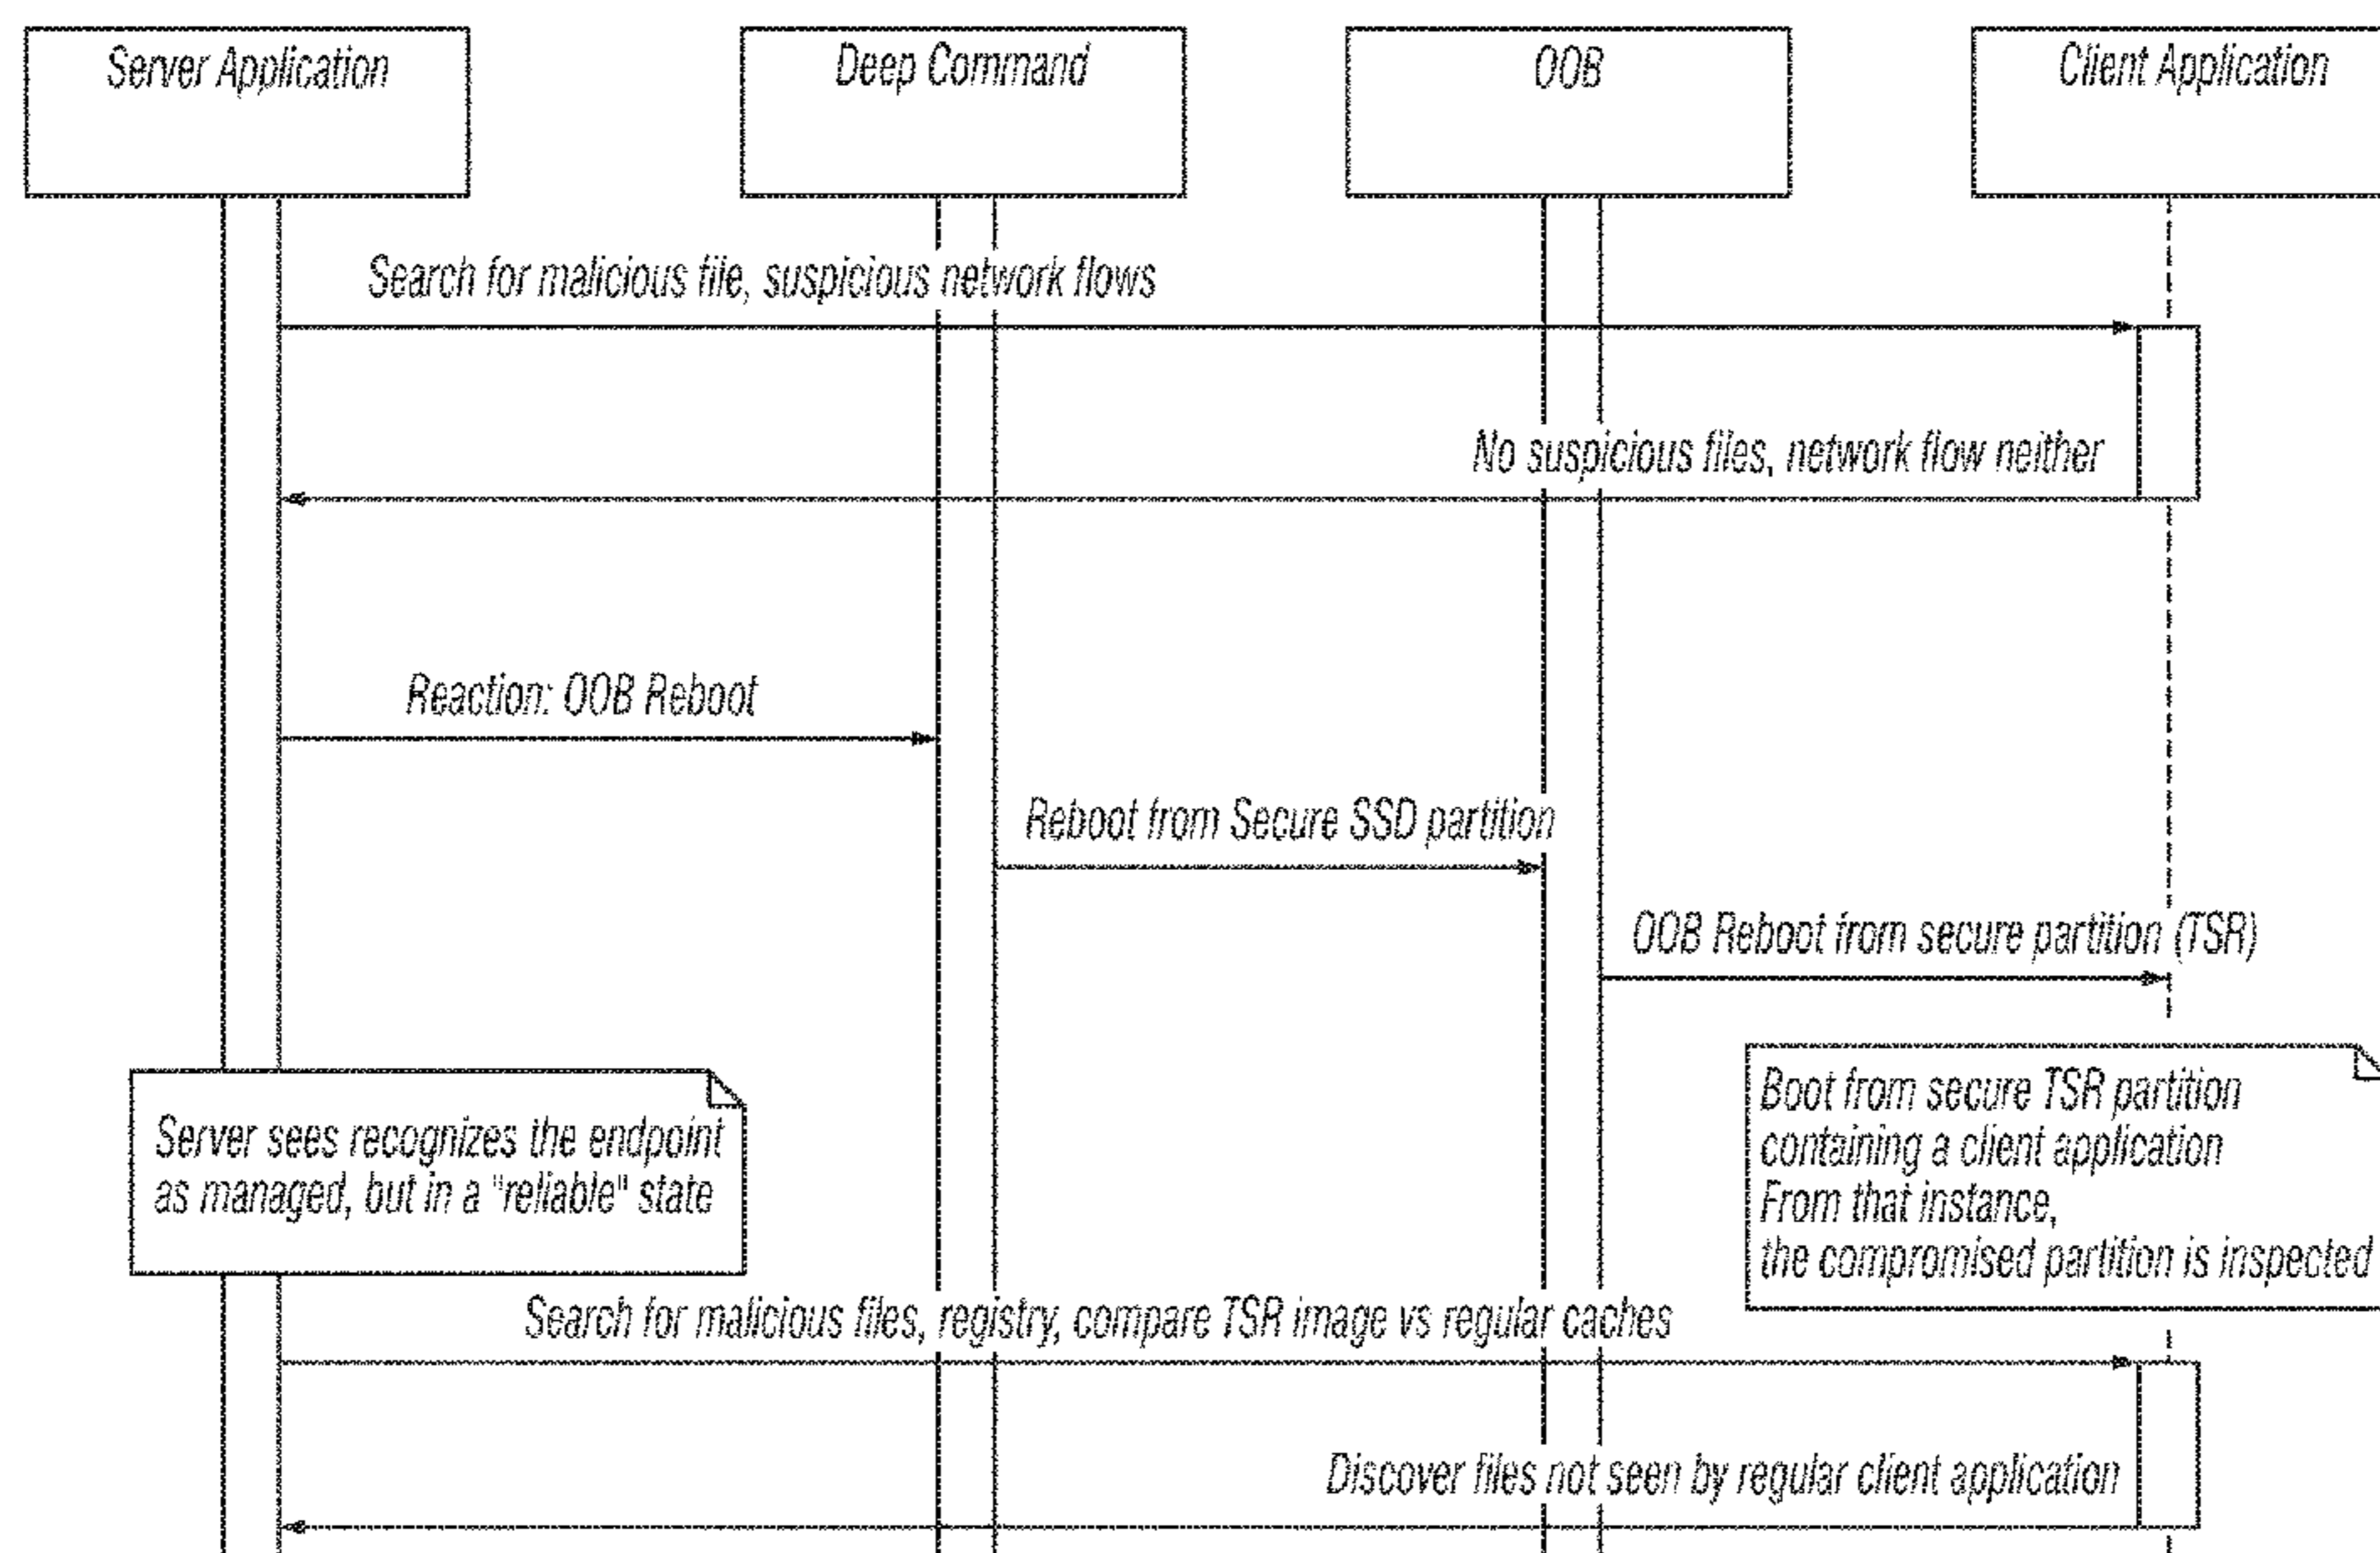 Server Application
Deep Command
OOB
Client Application
Search for malicious file, suspicious network flows
No suspicious files, network flow neither
Reaction: OOB Reboot
Reboot from Secure SSD partition
OOB Reboot from secure partition (TSR)
Boot from secure TSR partition
containing a client application
From that instance,
the compromised partition is inspected
Server sees recognizes the endpoint
as managed, but in a "reliable" state
Search for malicious files, registry, compare TSR image vs regular caches
Discover files not seen by regular client application